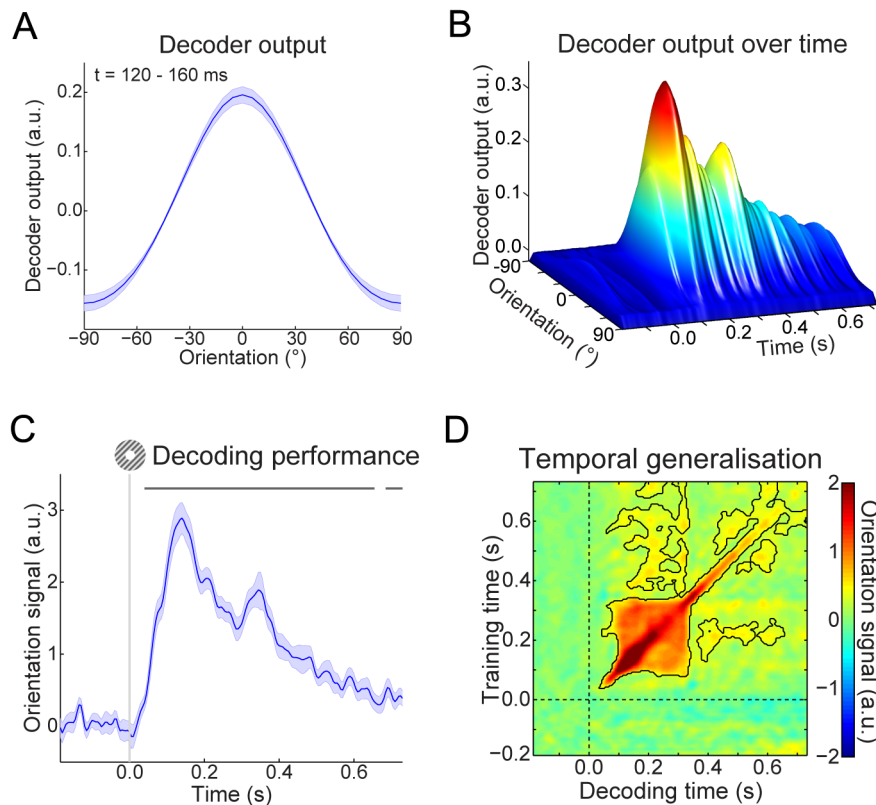 A
Decoder output
t = 120 - 160 ms
Decoder output (a.u.)
0.2
0.1
0.0
−0.1
−90 −60 −30 0 30 60 90
Orientation (°)
B
Decoder output over time
Decoder output (a.u.)
0.3
0.2
0.1
0.0
-90
0
90
Orientation (°)
0.0 0.2 0.4 0.6
Time (s)
C
Decoding performance
Orientation signal (a.u.)
3
2
1
0
0.0 0.2 0.4 0.6
Time (s)
D
Temporal generalisation
Training time (s)
0.6
0.4
0.2
0.0
−0.2
0.0 0.2 0.4 0.6
Decoding time (s)
2
1
0
−1
−2
Orientation signal (a.u.)